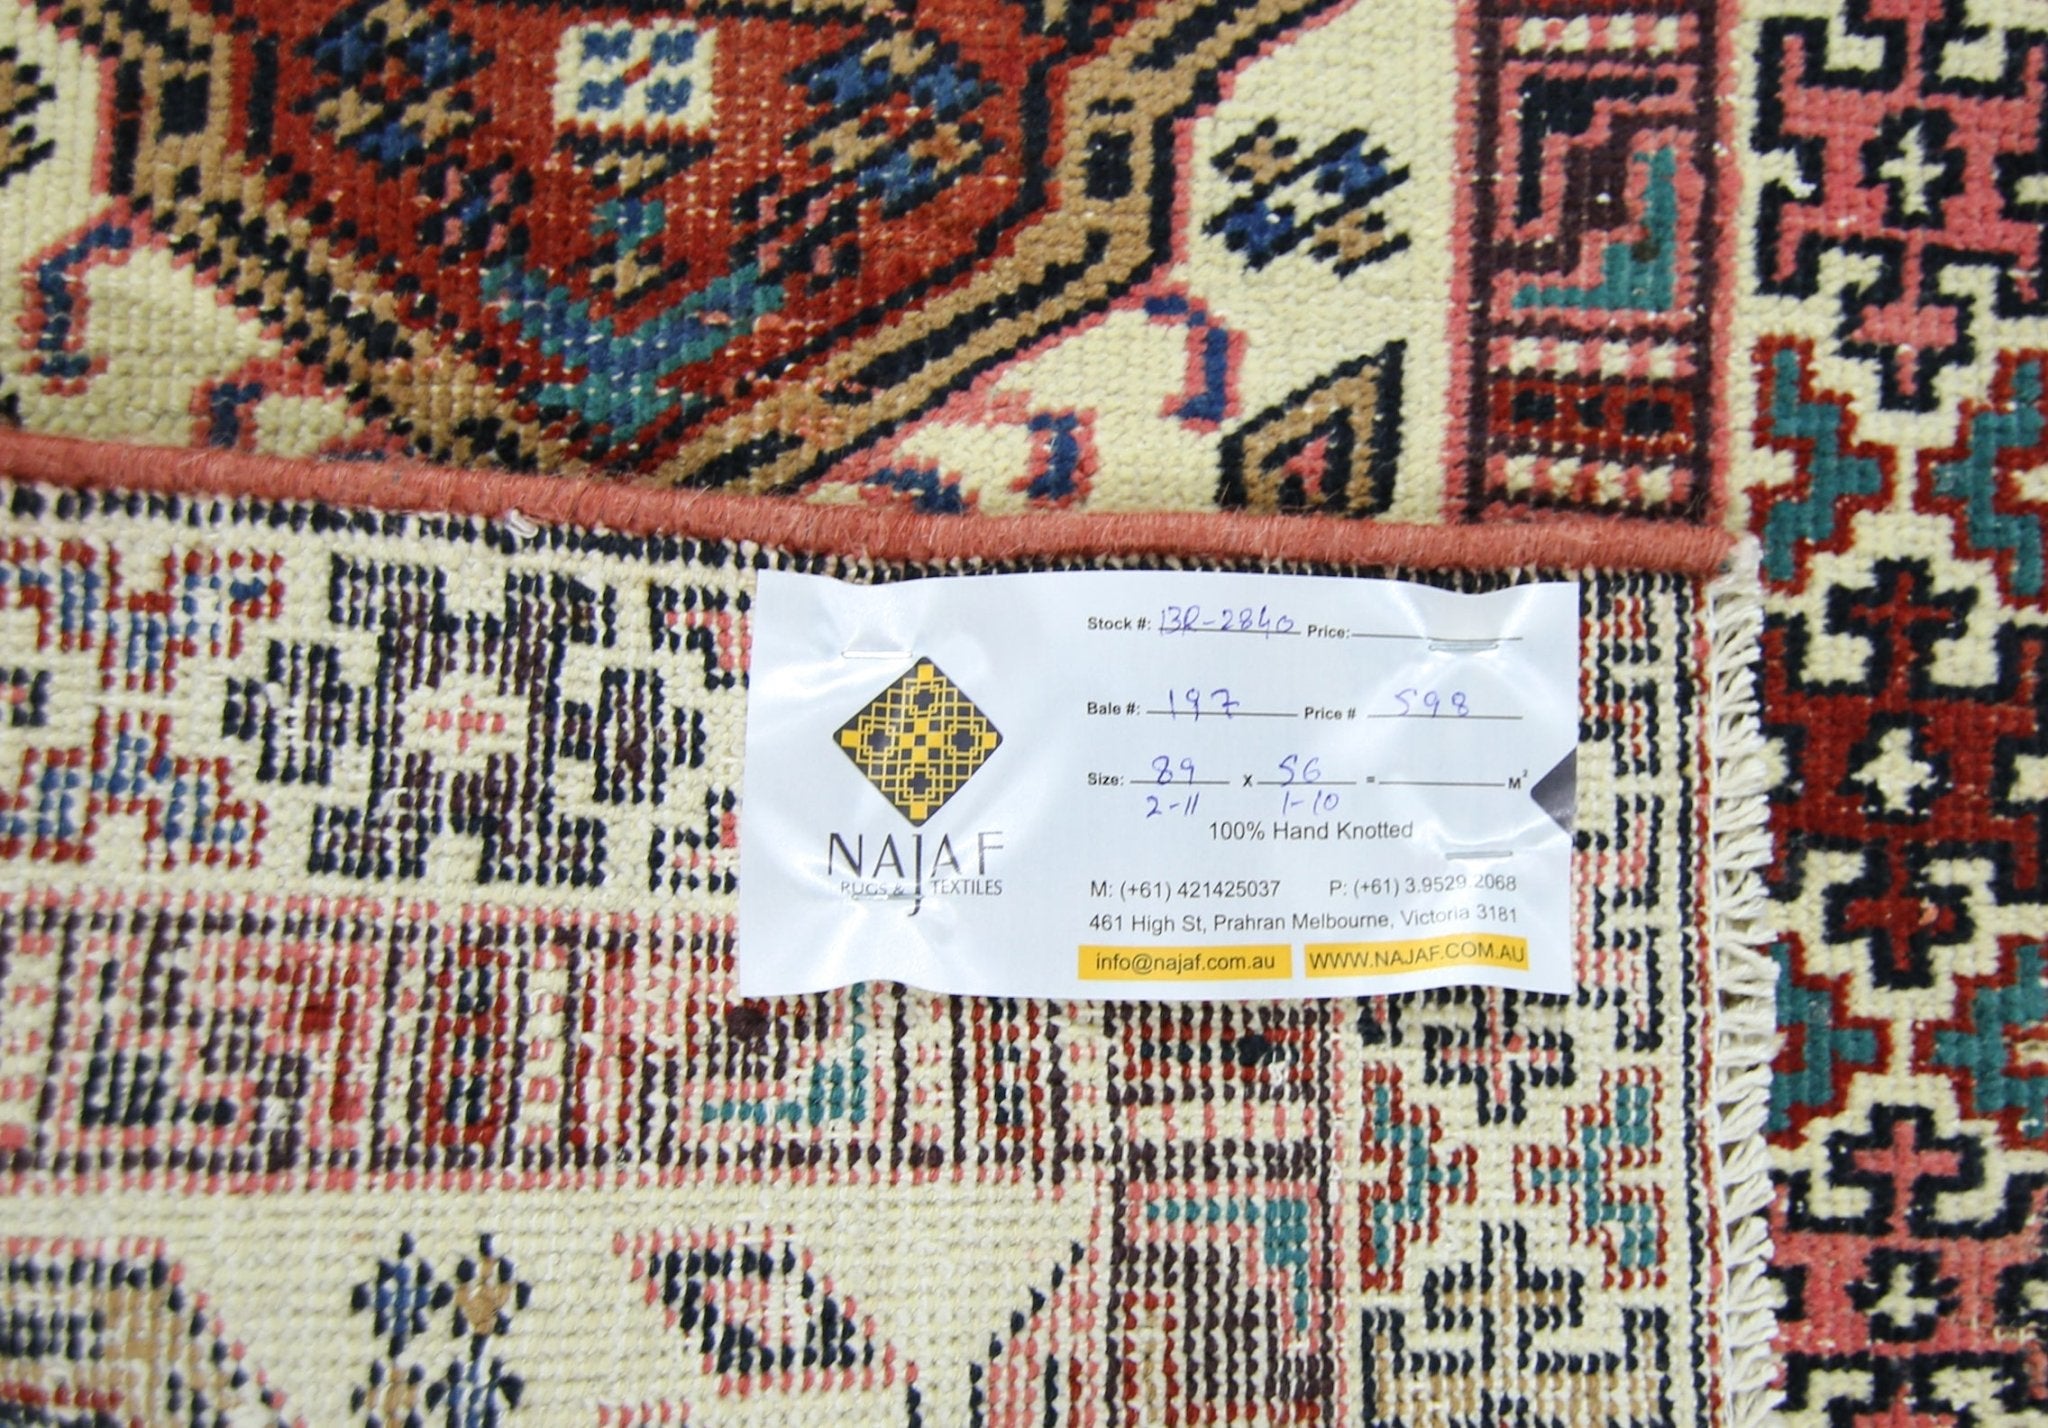 Stock #: BR-2840 Price:
Bale #: 197 Price # 598
Size: 89 x 56 = M²
2-11 1-10
100% Hand Knotted
NAJAF
RUGS & TEXTILES
M: (+61) 421425037 P: (+61) 3.9529.2068
461 High St, Prahran Melbourne, Victoria 3181
info@najaf.com.au WWW.NAJAF.COM.AU